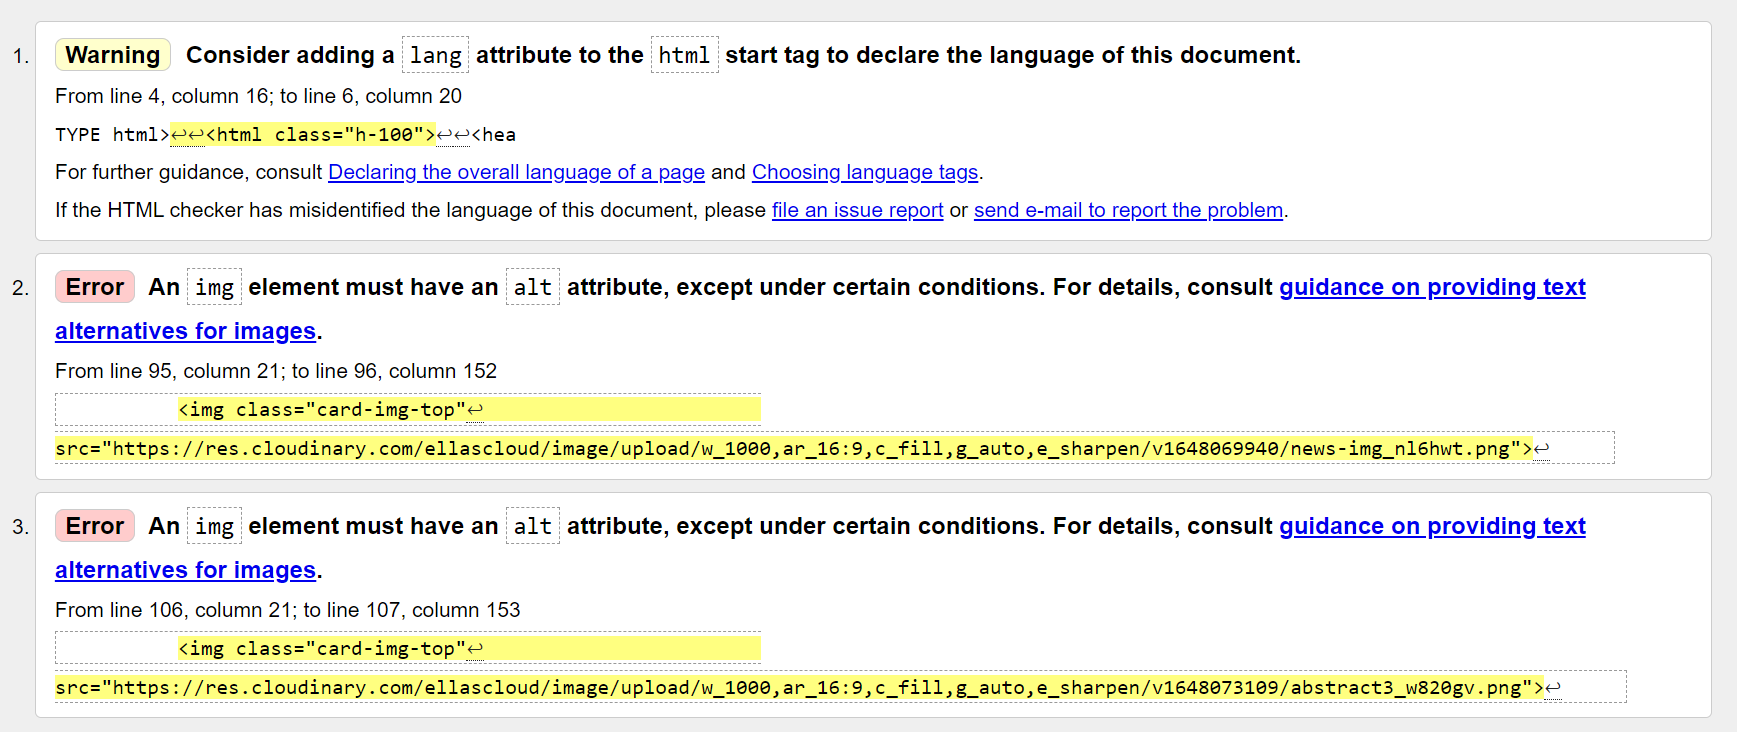 1. Warning Consider adding a lang attribute to the html start tag to declare the language of this document.
From line 4, column 16; to line 6, column 20
TYPE html>↩↩<html class="h-100">↩↩<hea
For further guidance, consult Declaring the overall language of a page and Choosing language tags.
If the HTML checker has misidentified the language of this document, please file an issue report or send e-mail to report the problem.
2. Error An img element must have an alt attribute, except under certain conditions. For details, consult guidance on providing text
alternatives for images.
From line 95, column 21; to line 96, column 152
<img class="card-img-top"↩
src="https://res.cloudinary.com/ellascloud/image/upload/w_1000,ar_16:9,c_fill,g_auto,e_sharpen/v1648069940/news-img_nl6hwt.png">↩
3. Error An img element must have an alt attribute, except under certain conditions. For details, consult guidance on providing text
alternatives for images.
From line 106, column 21; to line 107, column 153
<img class="card-img-top"↩
src="https://res.cloudinary.com/ellascloud/image/upload/w_1000,ar_16:9,c_fill,g_auto,e_sharpen/v1648073109/abstract3_w820gv.png">↩